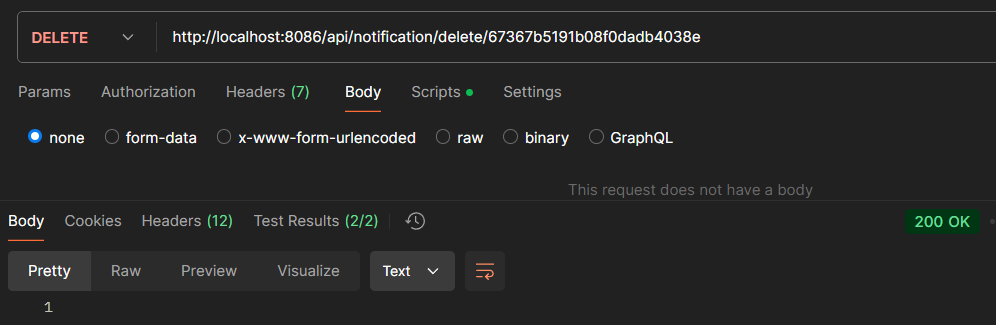 DELETE http://localhost:8086/api/notification/delete/67367b5191b08f0dadb4038e
Params Authorization Headers (7) Body Scripts Settings
none form-data x-www-form-urlencoded raw binary GraphQL
This request does not have a body
Body Cookies Headers (12) Test Results (2/2) 200 OK
Pretty Raw Preview Visualize Text
1